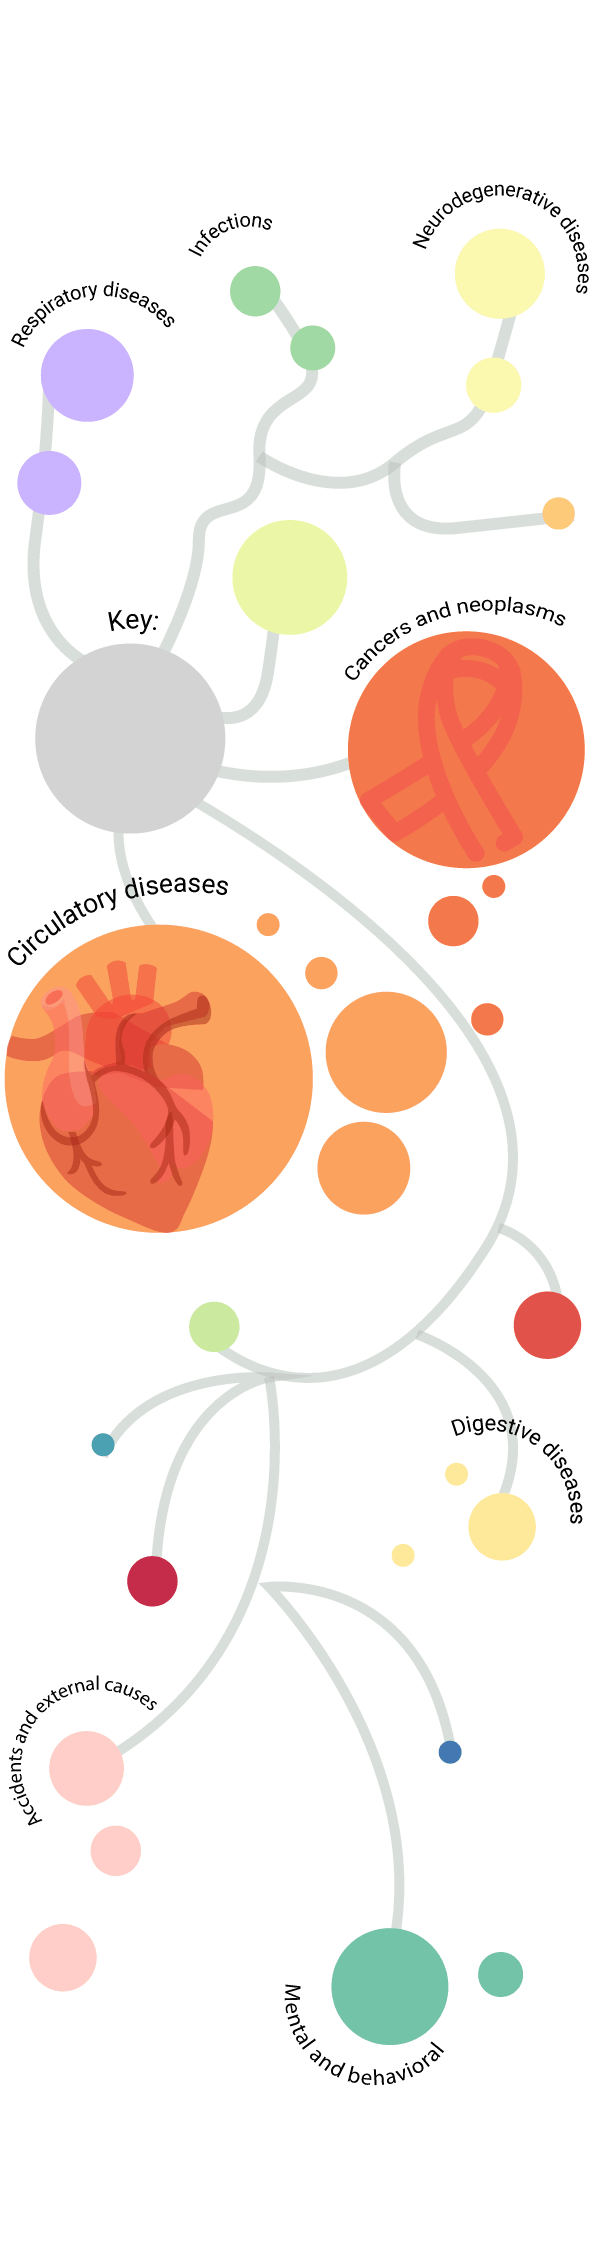 Neurodegenerative diseases
Infections
Respiratory diseases
Key:
Cancers and neoplasms
Circulatory diseases
Digestive diseases
Accidents and external causes
Mental and behavioral